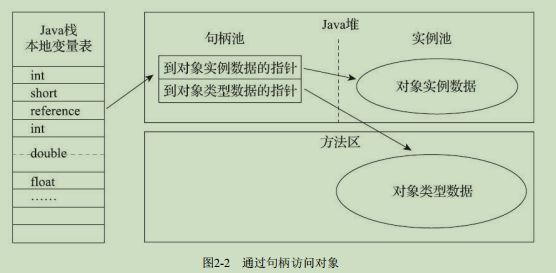 Java栈
本地变量表
int
short
reference
int
double
float
……
Java堆
句柄池
实例池
到对象实例数据的指针
到对象类型数据的指针
对象实例数据
方法区
对象类型数据
图2-2 通过句柄访问对象